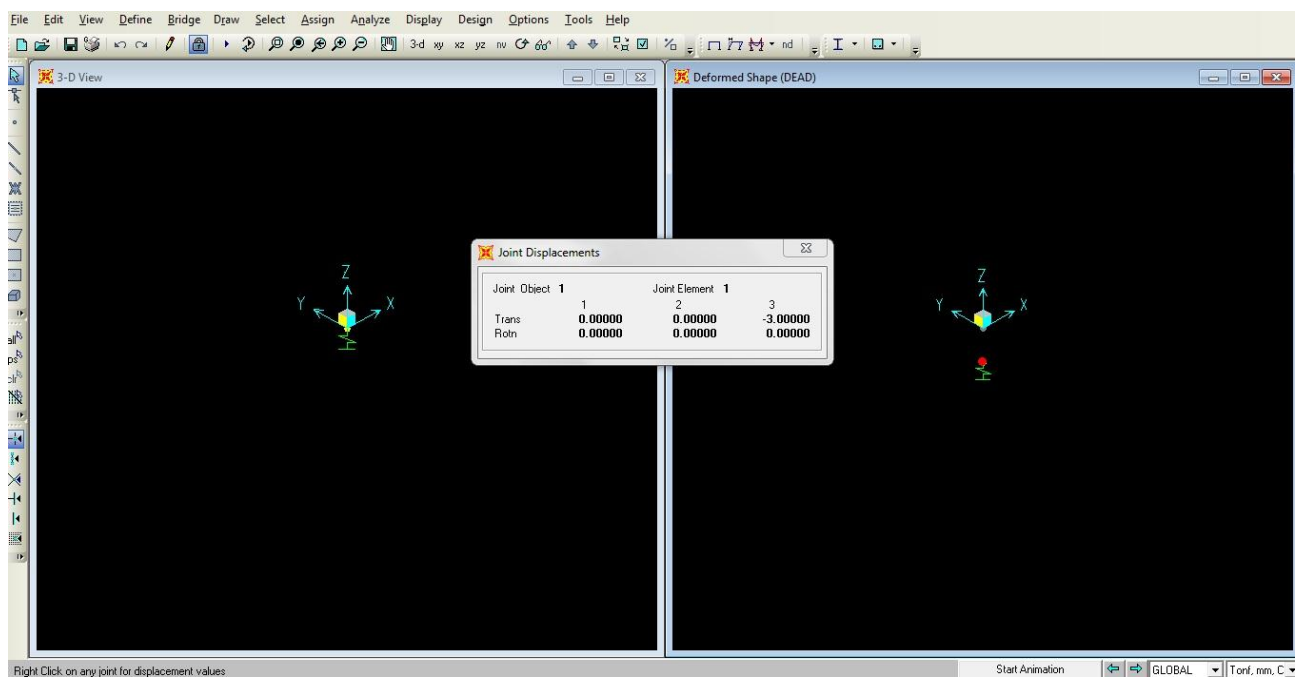 File Edit View Define Bridge Draw Select Assign Analyze Display Design Options Tools Help
3-d xy xz yz nv nd
3-D View
Deformed Shape (DEAD)
Z
Y X
Z
Y X
Joint Displacements
Joint Object 1 Joint Element 1
1 2 3
Trans 0.00000 0.00000 -3.00000
Rotn 0.00000 0.00000 0.00000
all
ps
clr
Right Click on any joint for displacement values
Start Animation GLOBAL Tonf, mm, C